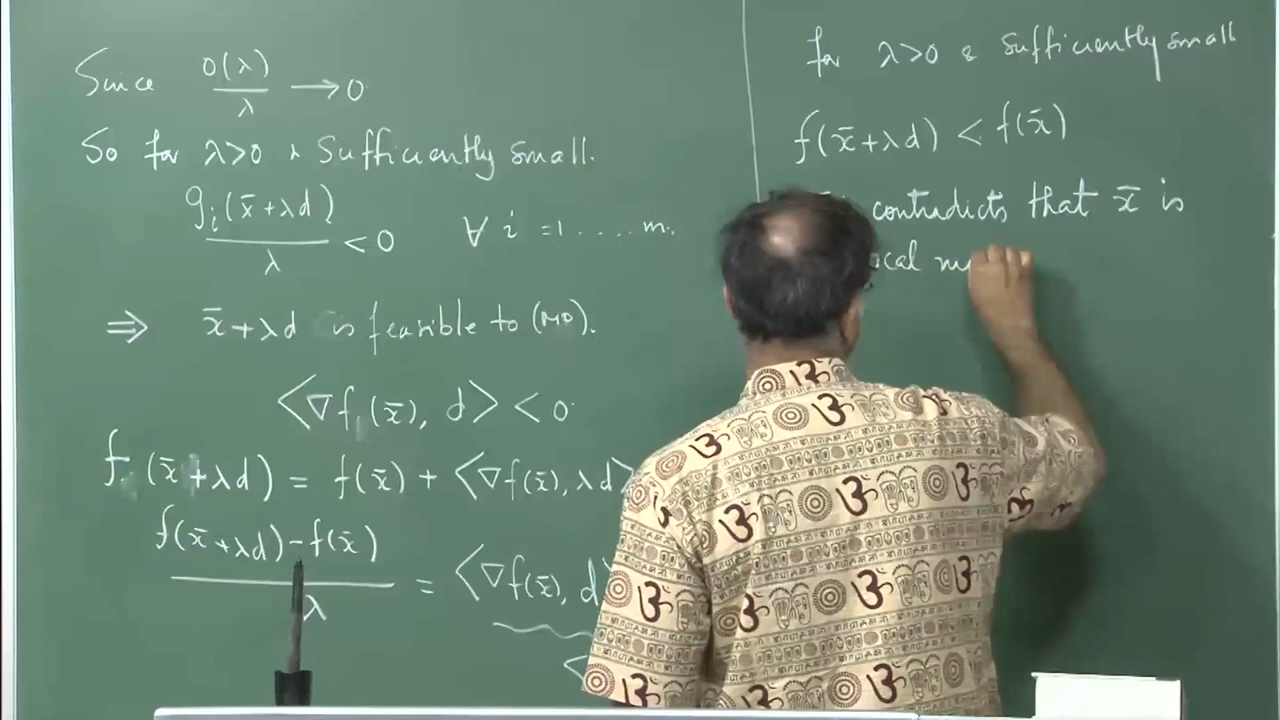 Since o(λ)/λ → 0
So for λ>0 & sufficiently small.
g_i(x̄+λd)/λ < 0 ∀ i = 1 .... m.
⇒ x̄+λd is feasible to (MP).
<∇f(x̄), d> < 0.
f(x̄+λd) = f(x̄) + <∇f(x̄), λd>
f(x̄+λd) - f(x̄)/λ = <∇f(x̄), d>
<
for λ>0 & sufficiently small
f(x̄+λd) < f(x̄)
contradicts that x̄ is